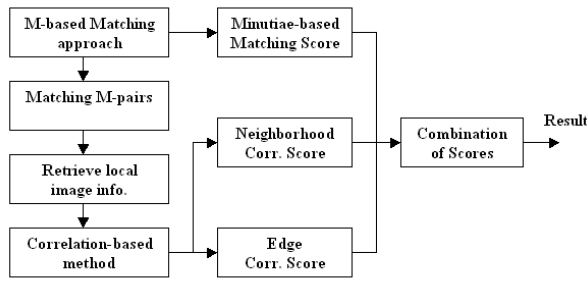 M-based Matching
approach
Minutiae-based
Matching Score
Matching M-pairs
Neighborhood
Corr. Score
Combination
of Scores
Result
Retrieve local
image info.
Correlation-based
method
Edge
Corr. Score